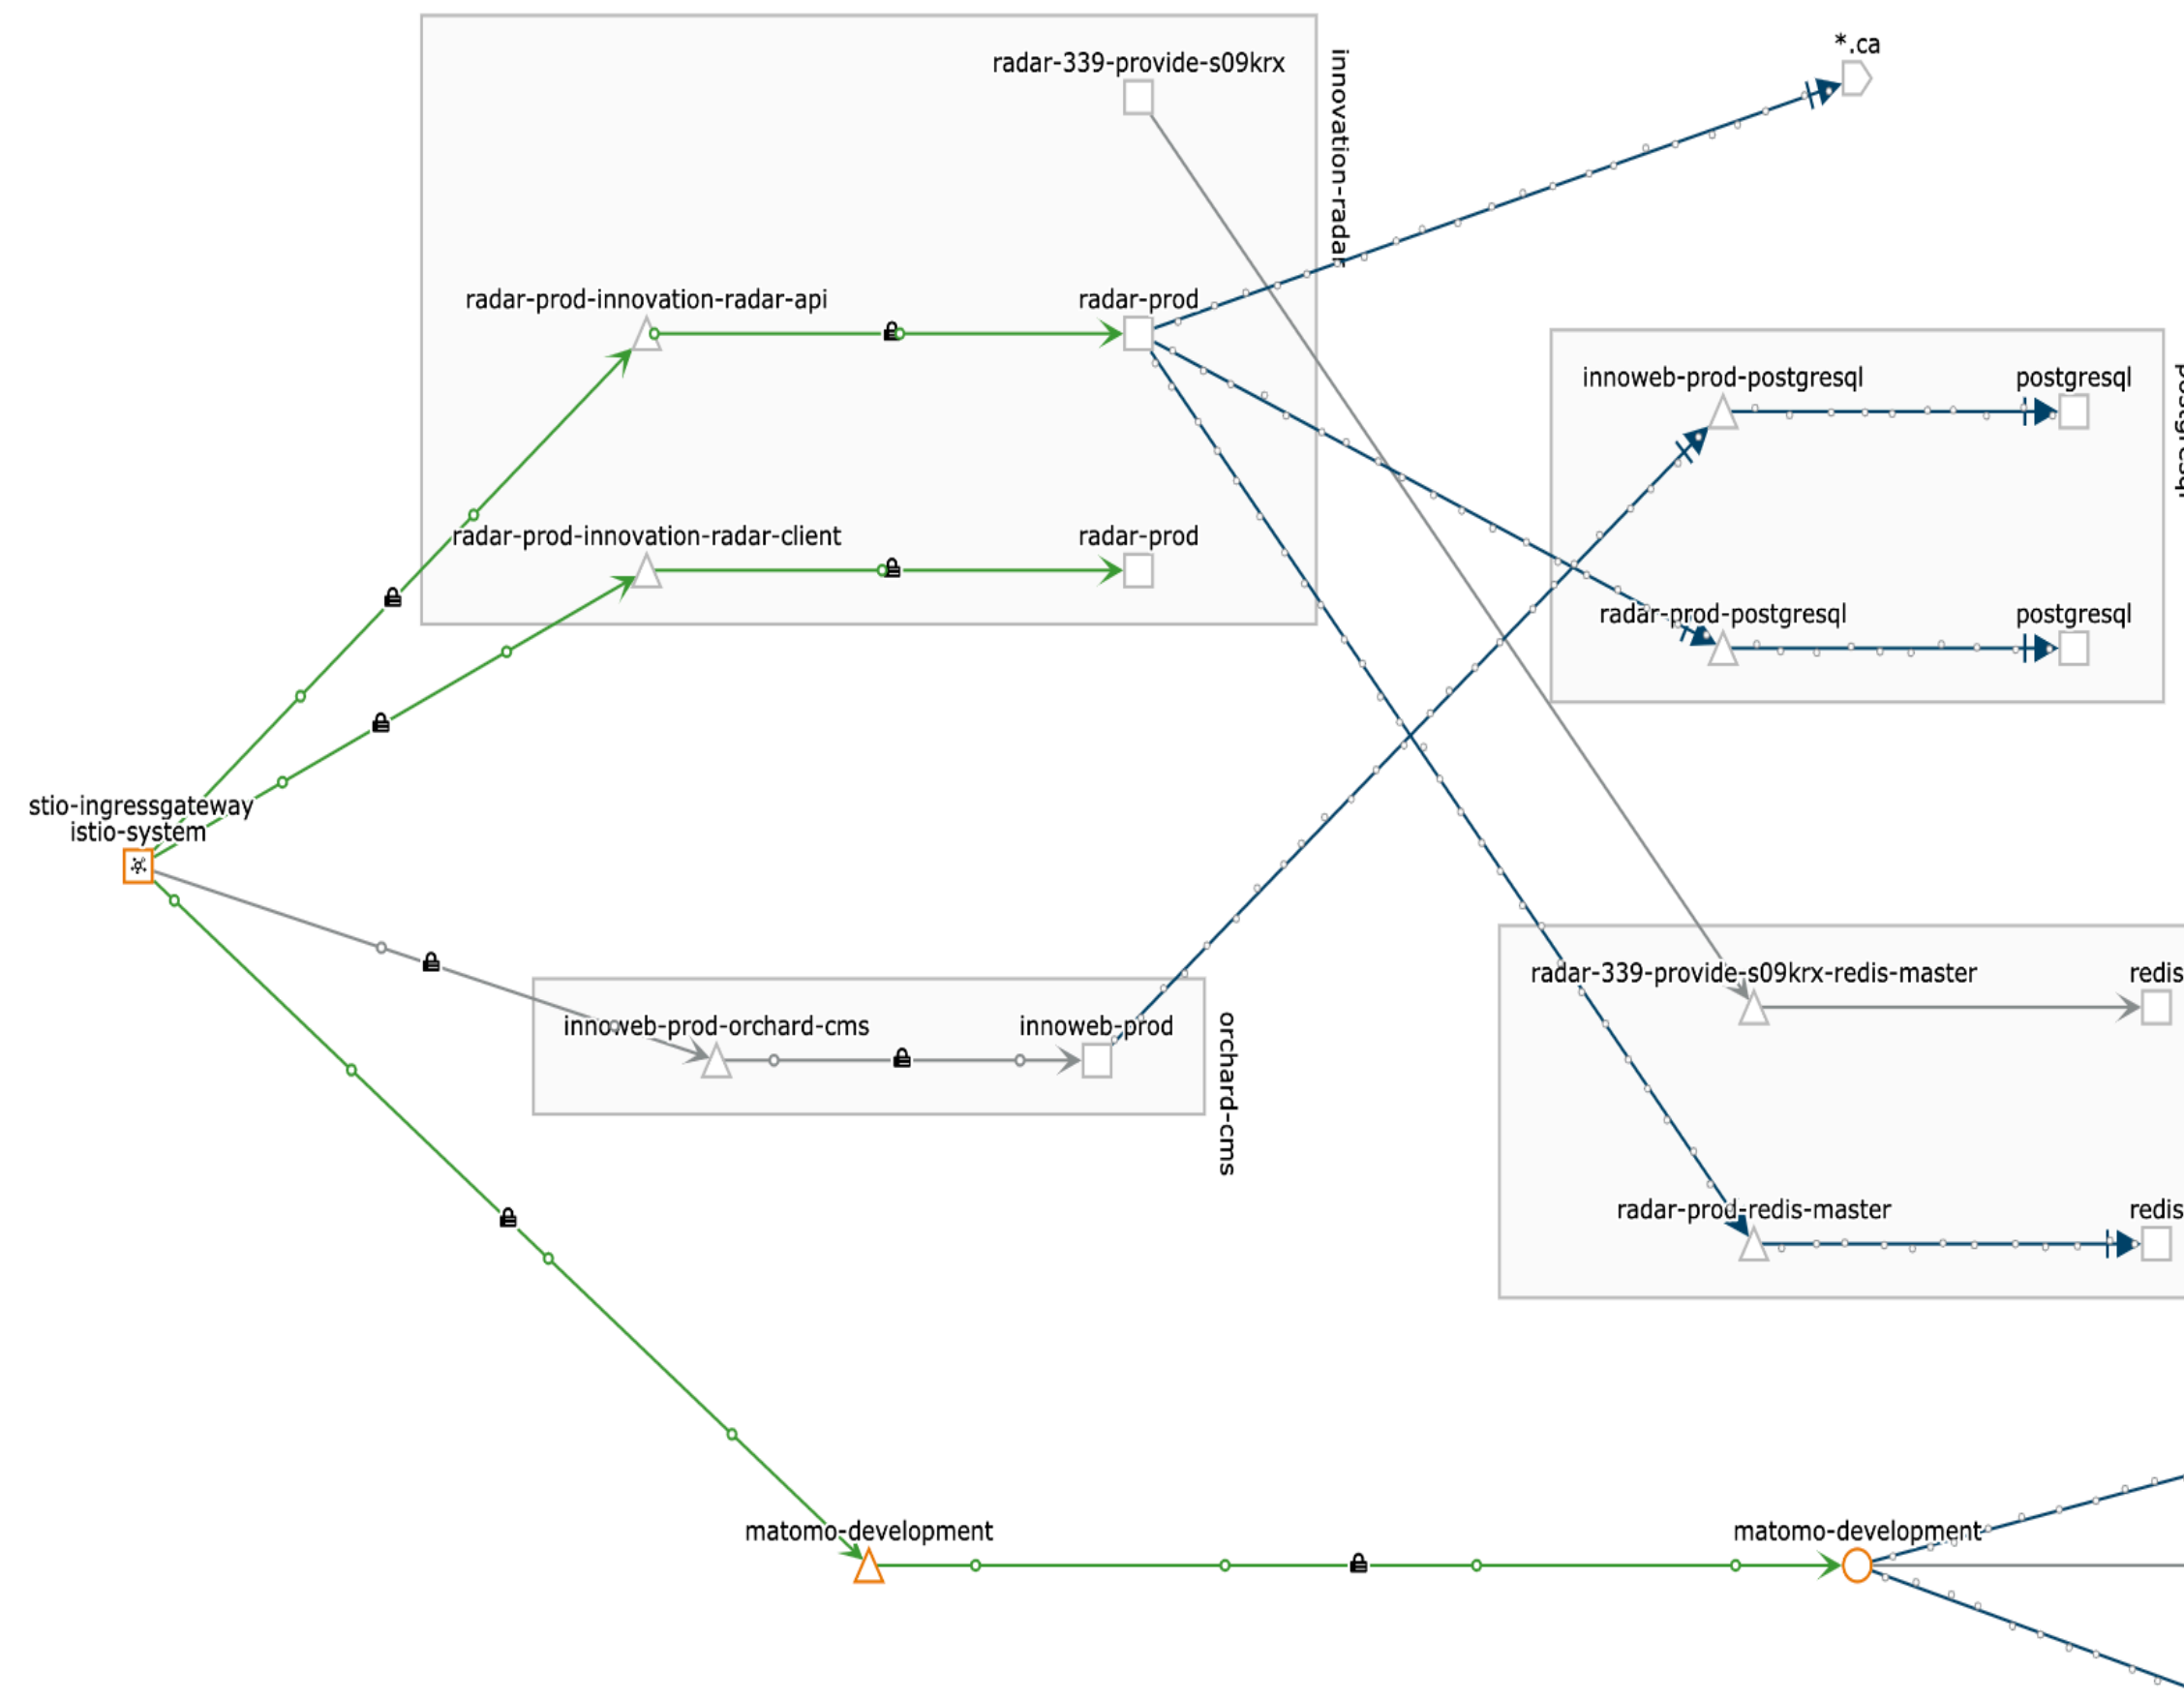 *.ca
radar-339-provide-s09krx
innovation-radar
radar-prod-innovation-radar-api
radar-prod
innoweb-prod-postgresql
postgresql
postgresql
radar-prod-innovation-radar-client
radar-prod
radar-prod-postgresql
postgresql
stio-ingressgateway
istio-system
radar-339-provide-s09krx-redis-master
redis
innoweb-prod-orchard-cms
innoweb-prod
orchard-cms
radar-prod-redis-master
redis
matomo-development
matomo-development